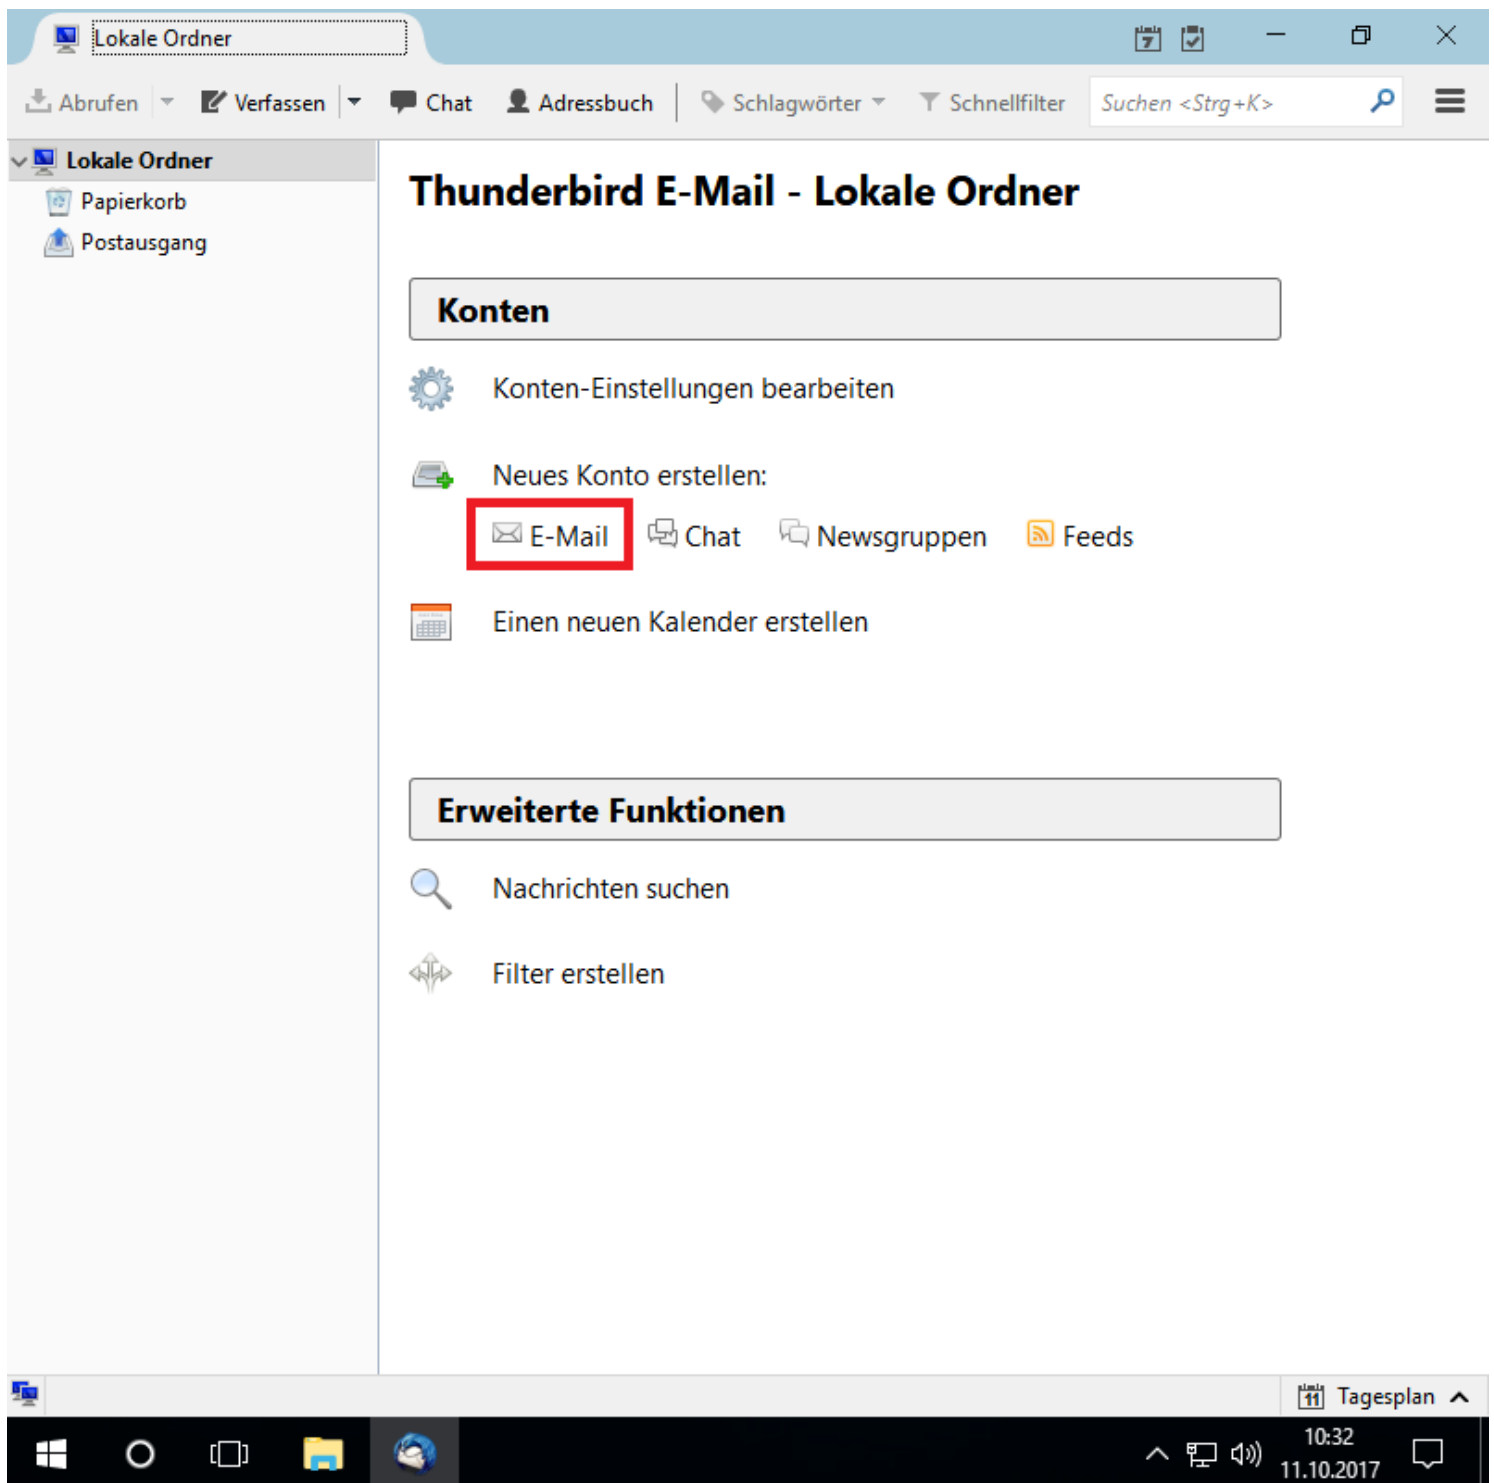 Lokale Ordner
7
Abrufen Verfassen Chat Adressbuch Schlagwörter Schnellfilter Suchen <Strg+K>
Lokale Ordner
Papierkorb
Postausgang
Thunderbird E-Mail - Lokale Ordner
Konten
Konten-Einstellungen bearbeiten
Neues Konto erstellen:
E-Mail Chat Newsgruppen Feeds
Einen neuen Kalender erstellen
Erweiterte Funktionen
Nachrichten suchen
Filter erstellen
11 Tagesplan
10:32
11.10.2017